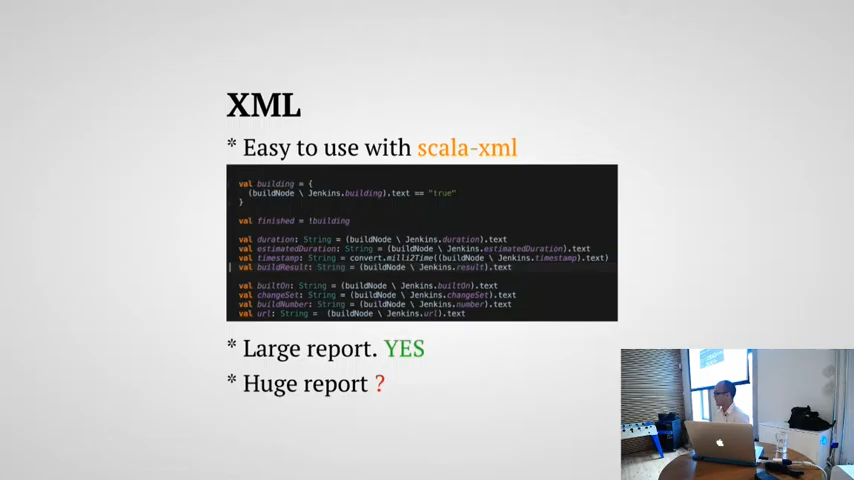 XML
* Easy to use with scala-xml
val building = {
(buildNode \ Jenkins.building).text == "true"
}
val finished = !building
val duration: String = (buildNode \ Jenkins.duration).text
val estimatedDuration: String = (buildNode \ Jenkins.estimatedDuration).text
val timestamp: String = convert.milli2Time((buildNode \ Jenkins.timestamp).text)
val buildResult: String = (buildNode \ Jenkins.result).text
val builtOn: String = (buildNode \ Jenkins.builtOn).text
val changeSet: String = (buildNode \ Jenkins.changeSet).text
val buildNumber: String = (buildNode \ Jenkins.number).text
val url: String = (buildNode \ Jenkins.url).text
* Large report. YES
* Huge report ?